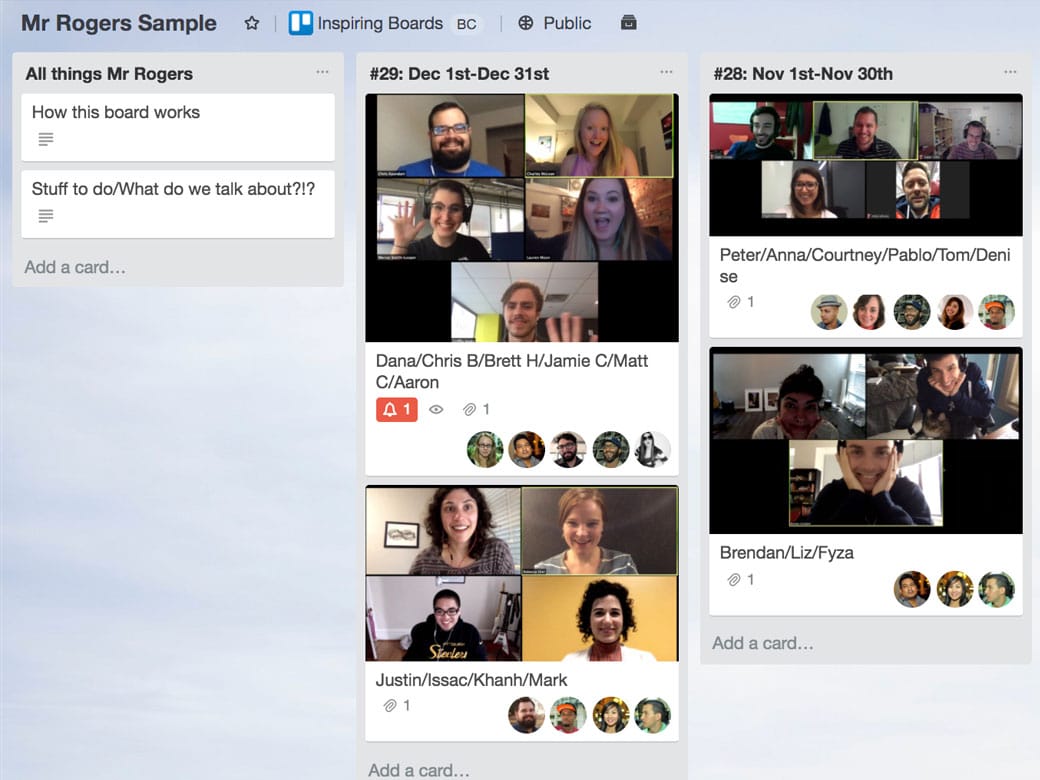 Mr Rogers Sample
Inspiring Boards BC
Public
All things Mr Rogers
How this board works
Stuff to do/What do we talk about?!?
Add a card…
#29: Dec 1st-Dec 31st
Dana/Chris B/Brett H/Jamie C/Matt
C/Aaron
1
1
Steelers
Justin/Issac/Khanh/Mark
1
Add a card…
#28: Nov 1st-Nov 30th
Peter/Anna/Courtney/Pablo/Tom/Deni
se
1
Brendan/Liz/Fyza
1
Add a card…